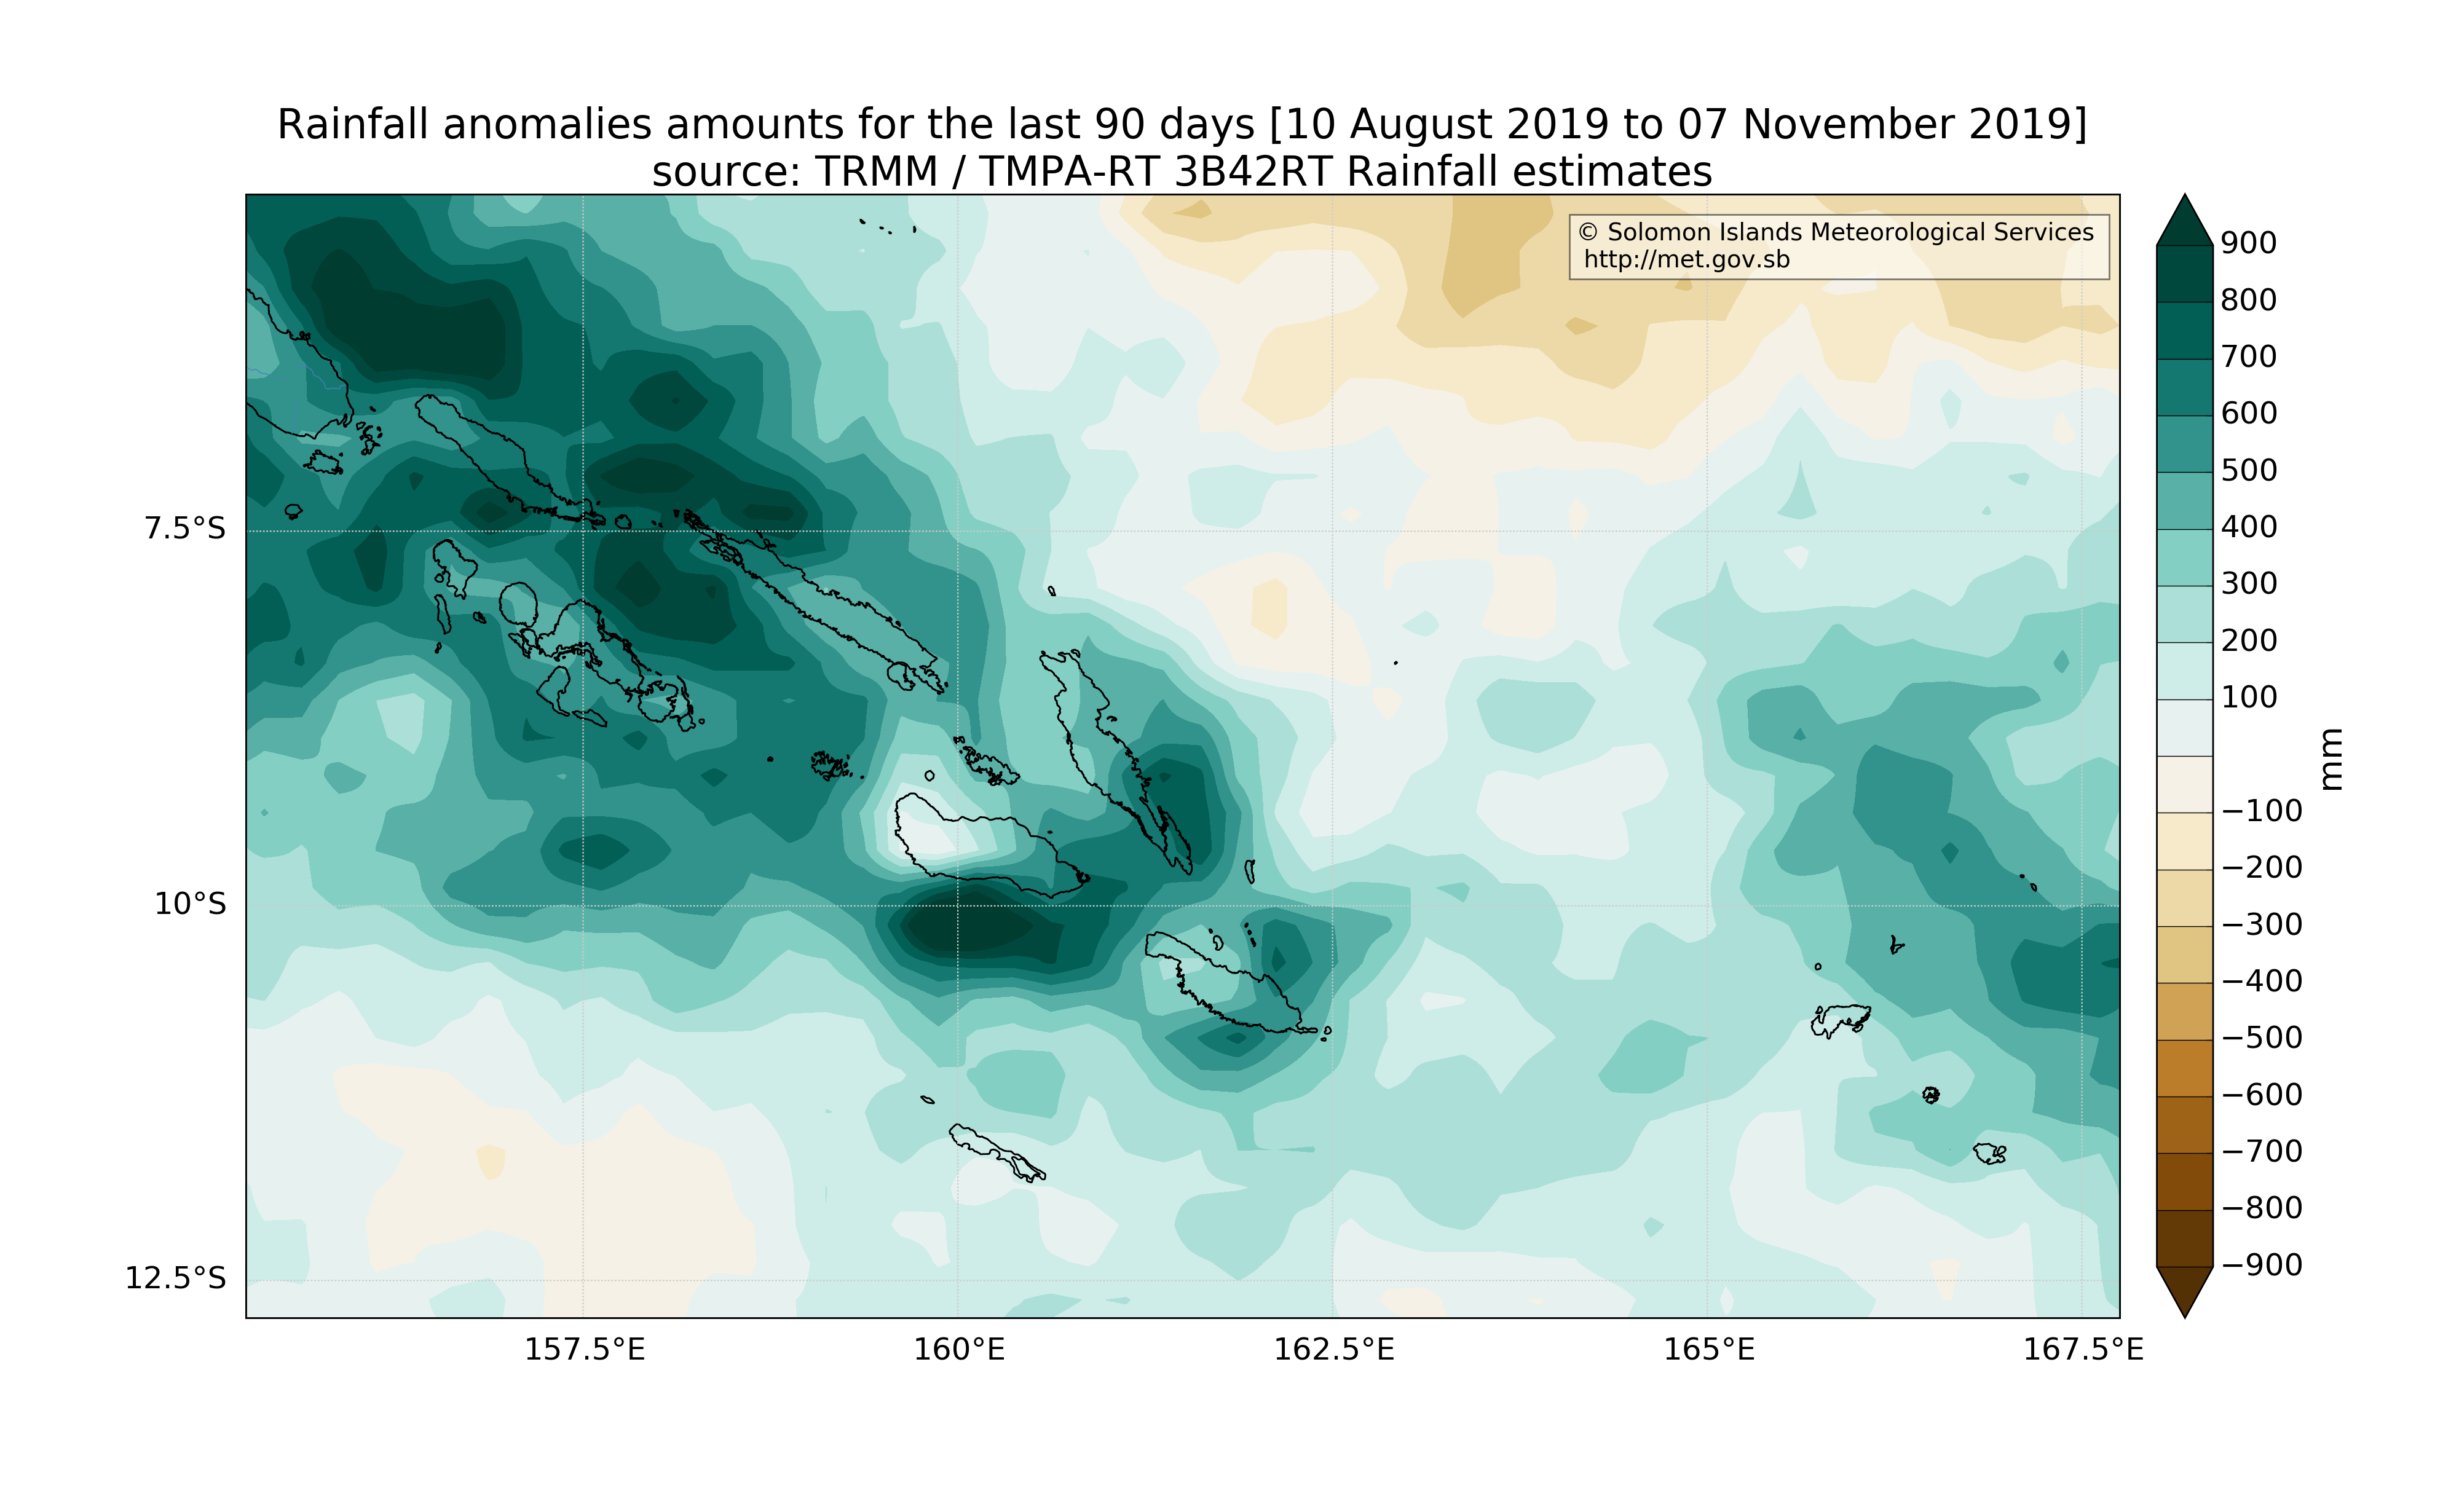 Rainfall anomalies amounts for the last 90 days [10 August 2019 to 07 November 2019]
source: TRMM / TMPA-RT 3B42RT Rainfall estimates
© Solomon Islands Meteorological Services
http://met.gov.sb
7.5°S
10°S
12.5°S
157.5°E
160°E
162.5°E
165°E
167.5°E
900
800
700
600
500
400
300
200
100
−100
−200
−300
−400
−500
−600
−700
−800
−900
mm